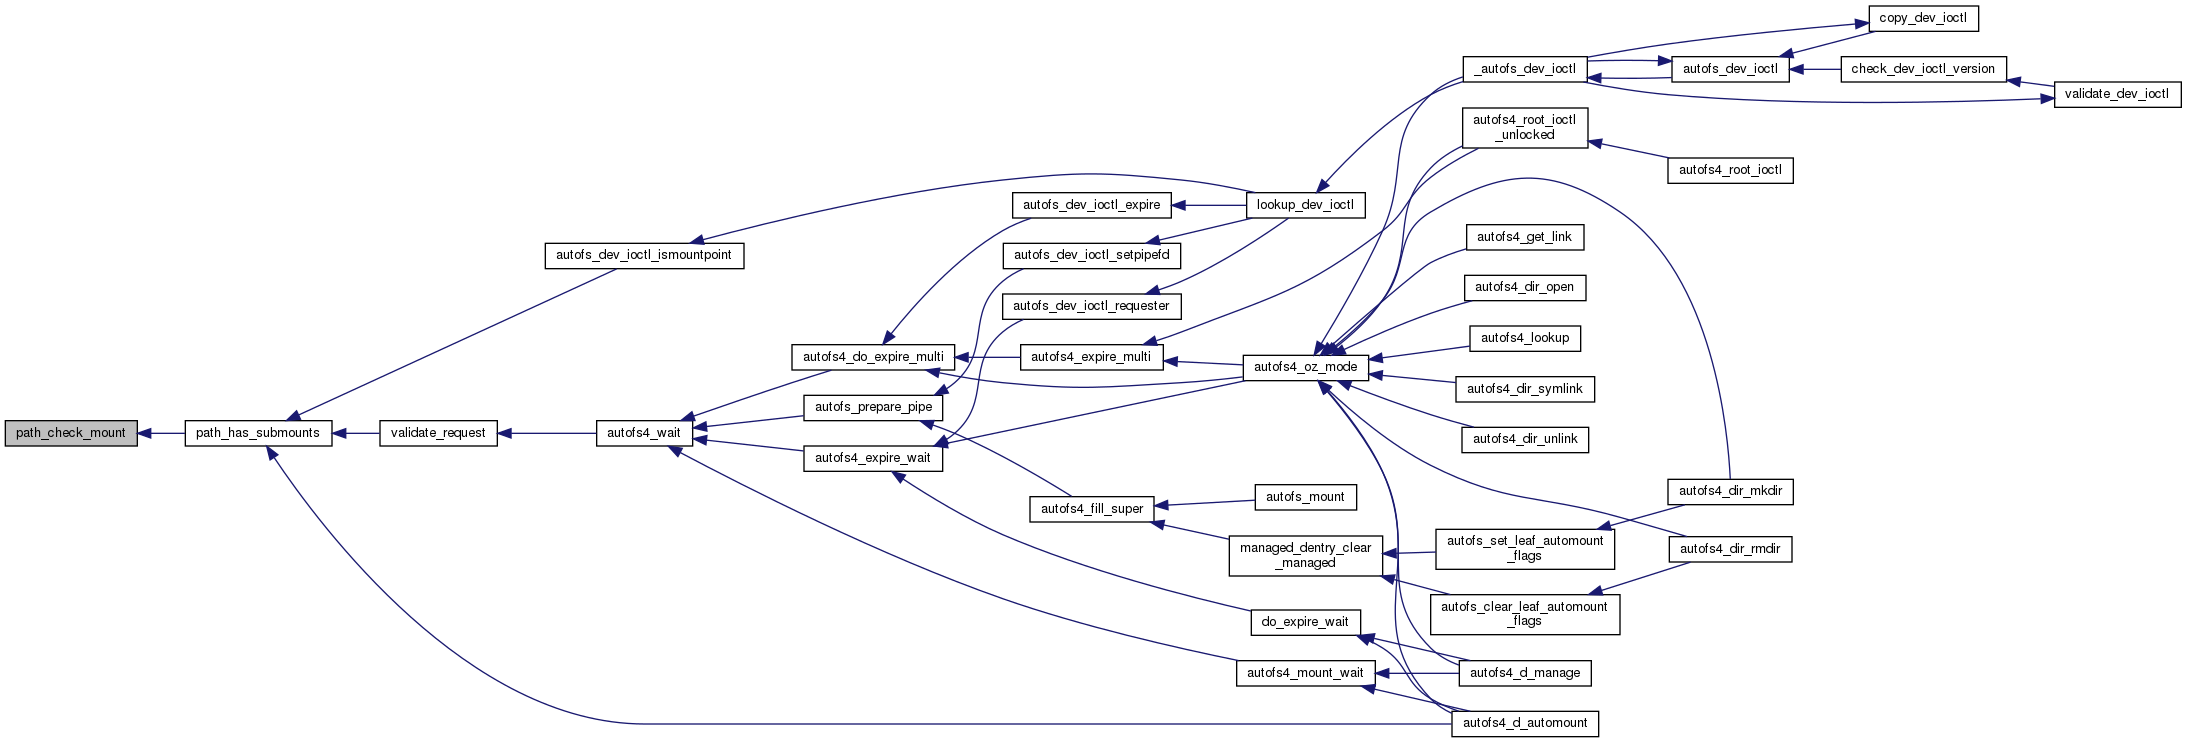 copy_dev_ioctl
_autofs_dev_ioctl
autofs_dev_ioctl
check_dev_ioctl_version
validate_dev_ioctl
autofs4_root_ioctl
_unlocked
autofs4_root_ioctl
autofs_dev_ioctl_expire
lookup_dev_ioctl
autofs4_get_link
autofs_dev_ioctl_ismountpoint
autofs_dev_ioctl_setpipefd
autofs4_dir_open
autofs_dev_ioctl_requester
autofs4_lookup
autofs4_do_expire_multi
autofs4_expire_multi
autofs4_oz_mode
autofs4_dir_symlink
autofs_prepare_pipe
path_check_mount
path_has_submounts
validate_request
autofs4_wait
autofs4_dir_unlink
autofs4_expire_wait
autofs_mount
autofs4_dir_mkdir
autofs4_fill_super
managed_dentry_clear
_managed
autofs_set_leaf_automount
_flags
autofs4_dir_rmdir
autofs_clear_leaf_automount
_flags
do_expire_wait
autofs4_mount_wait
autofs4_d_manage
autofs4_d_automount